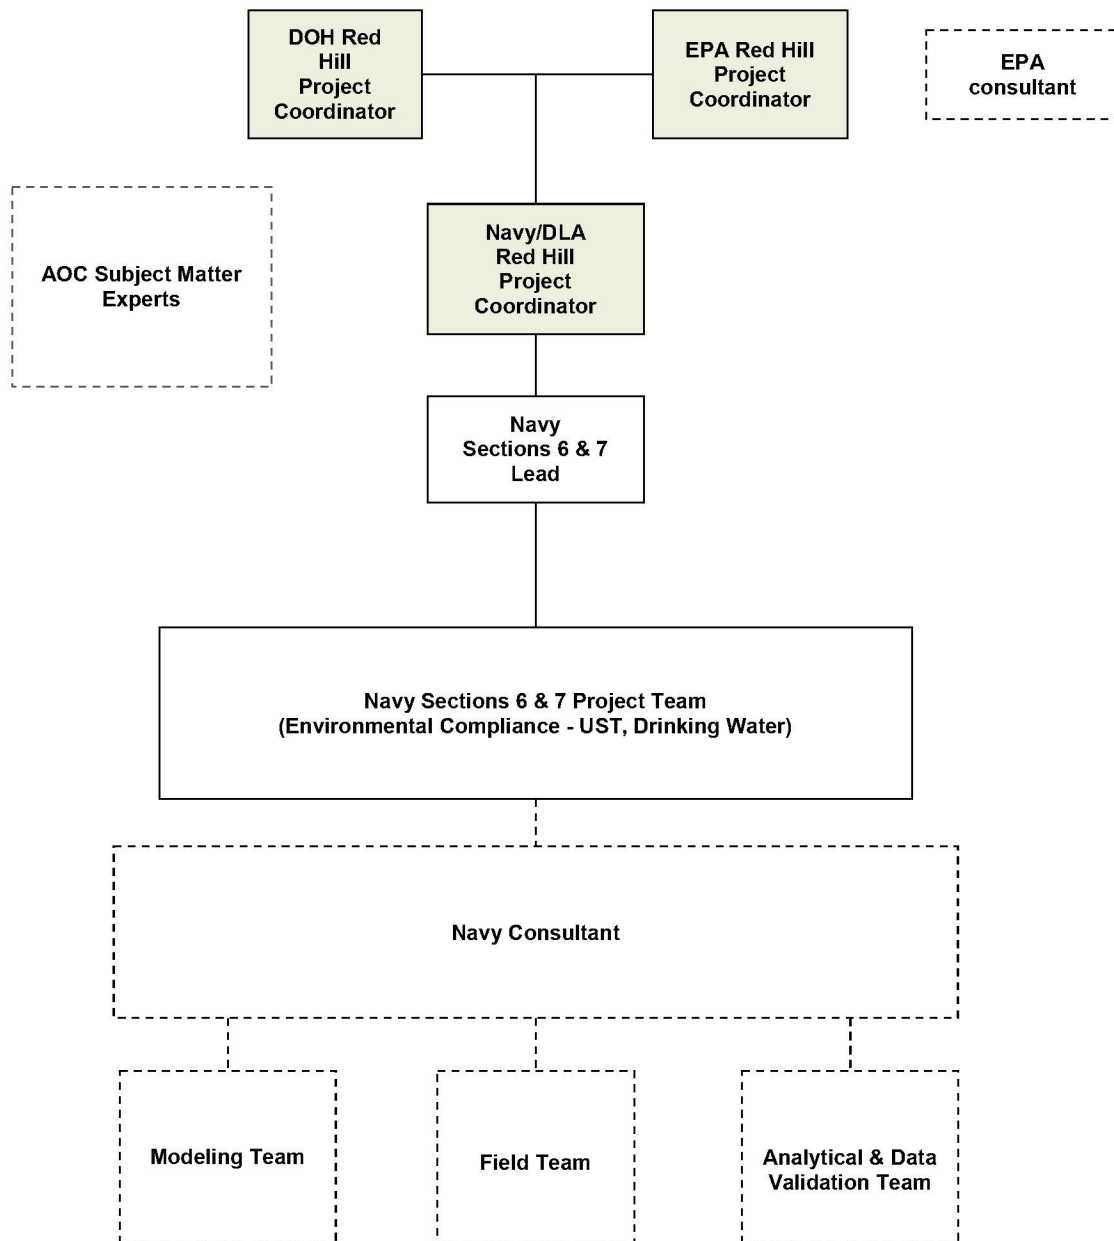 DOH Red
Hill
Project
Coordinator
EPA Red Hill
Project
Coordinator
EPA
consultant
AOC Subject Matter
Experts
Navy/DLA
Red Hill
Project
Coordinator
Navy
Sections 6 & 7
Lead
Navy Sections 6 & 7 Project Team
(Environmental Compliance - UST, Drinking Water)
Navy Consultant
Modeling Team
Field Team
Analytical & Data
Validation Team